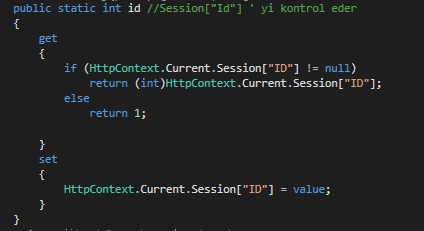 public static int id //Session["Id"] ' yi kontrol eder
{
get
{
if (HttpContext.Current.Session["ID"] != null)
return (int)HttpContext.Current.Session["ID"];
else
return 1;
}
set
{
HttpContext.Current.Session["ID"] = value;
}
}